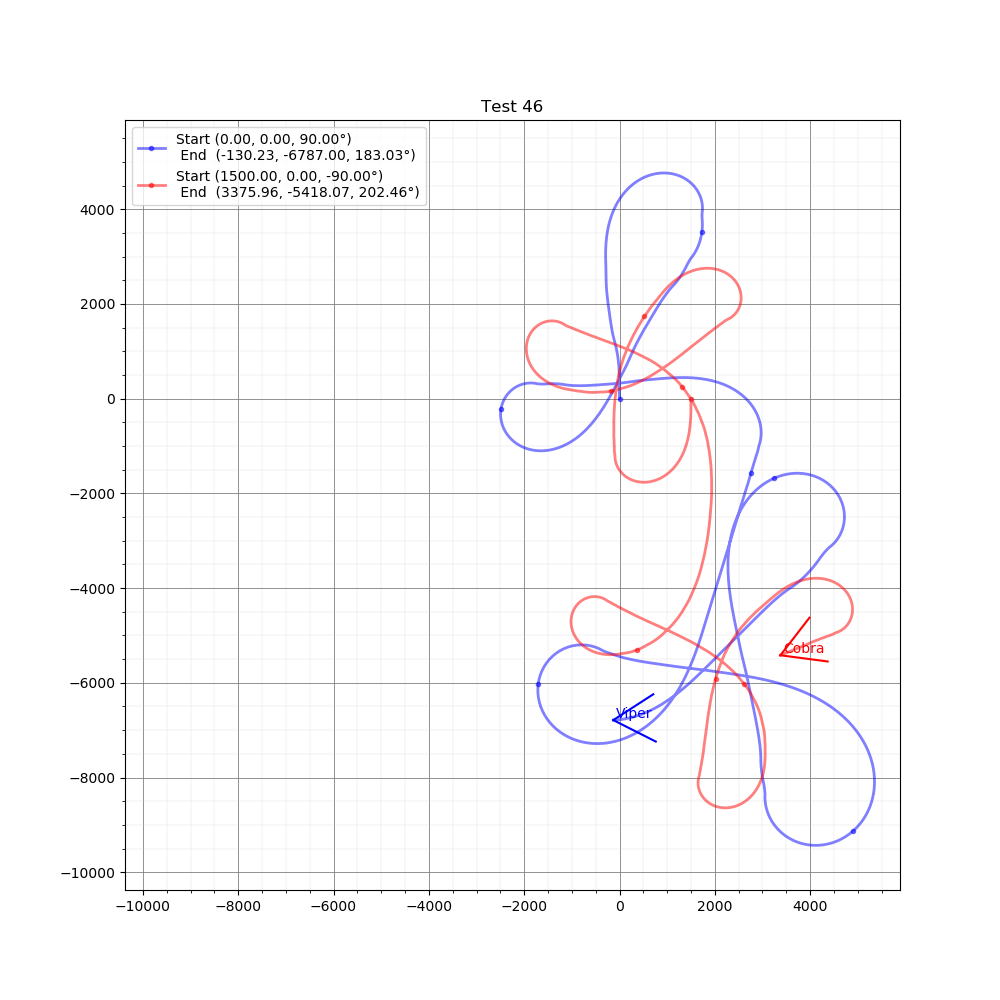 Test 46
Start (0.00, 0.00, 90.00°)
End (-130.23, -6787.00, 183.03°)
Start (1500.00, 0.00, -90.00°)
End (3375.96, -5418.07, 202.46°)
4000
2000
0
−2000
−4000
−6000
−8000
−10000
Cobra
Viper
−10000 −8000 −6000 −4000 −2000 0 2000 4000